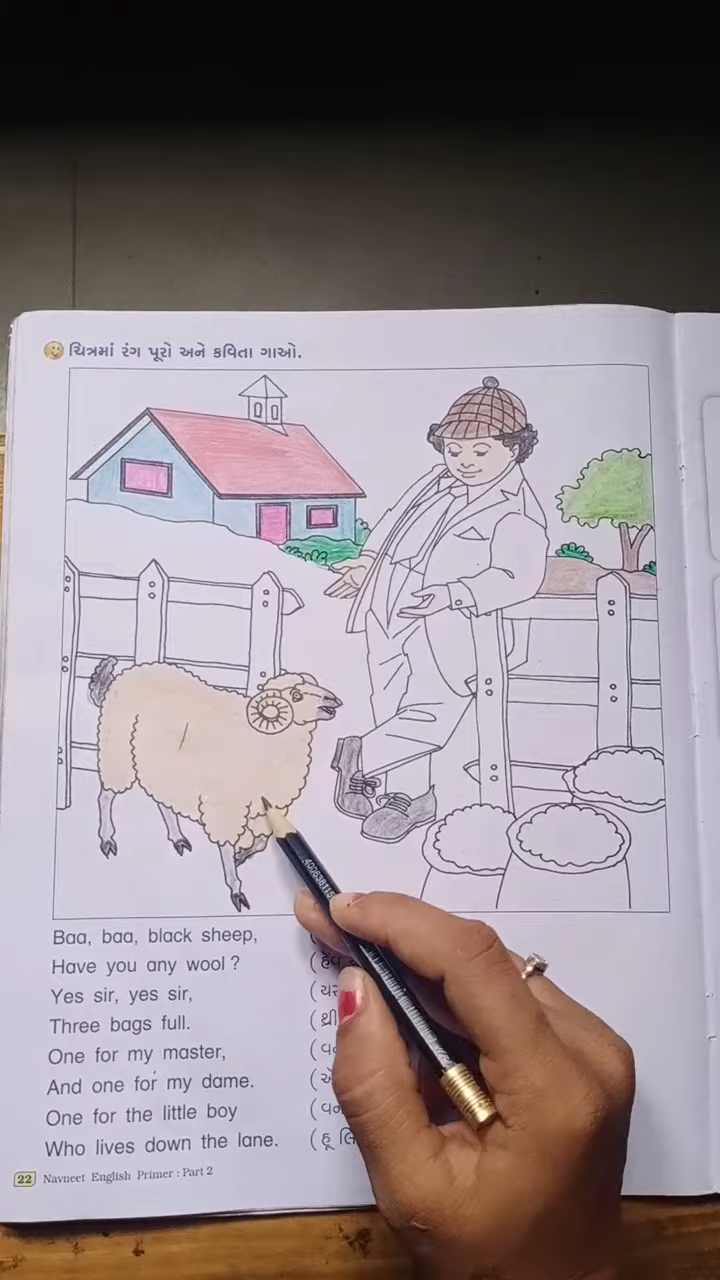 ચિત્રમાં રંગ પૂરો અને કવિતા ગાઓ.
Baa, baa, black sheep,
Have you any wool ?
( હેવ
Yes sir, yes sir,
Three bags full.
( થ્રી
One for my master,
And one for my dame.
One for the little boy
Who lives down the lane.
( હૂ
22 Navneet English Primer : Part 2